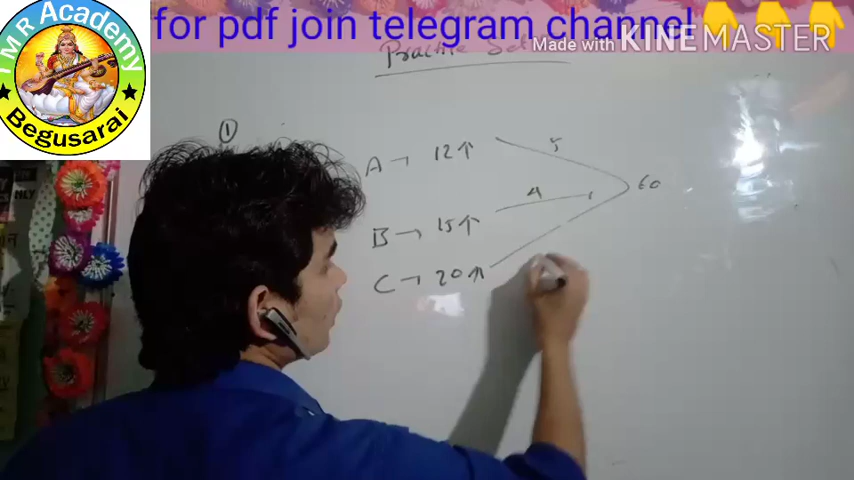 TMR Academy
Begusarai
for pdf join telegram channel 👇👇👇
Made with KINEMASTER
Practice Set
①
A → 12↑ 5
60
B → 15↑ 4
C → 20↑